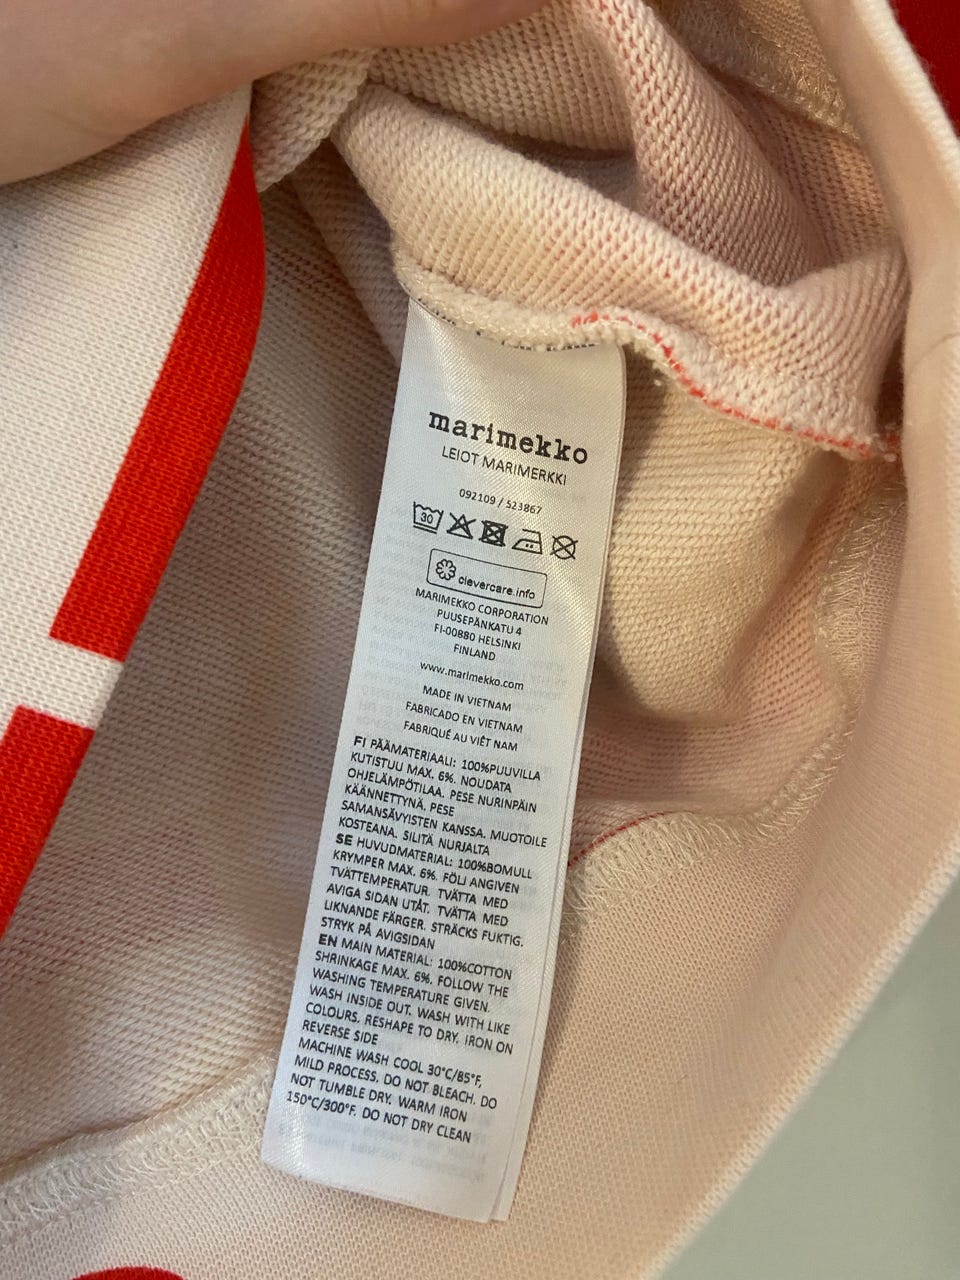 marimekko
LEIOT MARIMERKKI
092109 / 523867
30
clevercare.info
MARIMEKKO CORPORATION
PUUSEPÄNKATU 4
FI-00880 HELSINKI
FINLAND
www.marimekko.com
MADE IN VIETNAM
FABRICADO EN VIETNAM
FABRIQUÉ AU VIÊT NAM
FI PÄÄMATERIAALI: 100%PUUVILLA
KUTISTUU MAX. 6%. NOUDATA
OHJELÄMPÖTILAA. PESE NURINPÄIN
KÄÄNNETTYNÄ. PESE
SAMANSÄVYISTEN KANSSA. MUOTOILE
KOSTEANA. SILITÄ NURJALTA
SE HUVUDMATERIAL: 100%BOMULL
KRYMPER MAX. 6%. FÖLJ ANGIVEN
TVÄTTEMPERATUR. TVÄTTA MED
AVIGA SIDAN UTÅT. TVÄTTA MED
LIKNANDE FÄRGER. STRÄCKS FUKTIG.
STRYK PÅ AVIGSIDAN
EN MAIN MATERIAL: 100%COTTON
SHRINKAGE MAX. 6%. FOLLOW THE
WASHING TEMPERATURE GIVEN.
WASH INSIDE OUT. WASH WITH LIKE
COLOURS. RESHAPE TO DRY. IRON ON
REVERSE SIDE
MACHINE WASH COOL 30°C/85°F,
MILD PROCESS. DO NOT BLEACH. DO
NOT TUMBLE DRY. WARM IRON
150°C/300°F. DO NOT DRY CLEAN